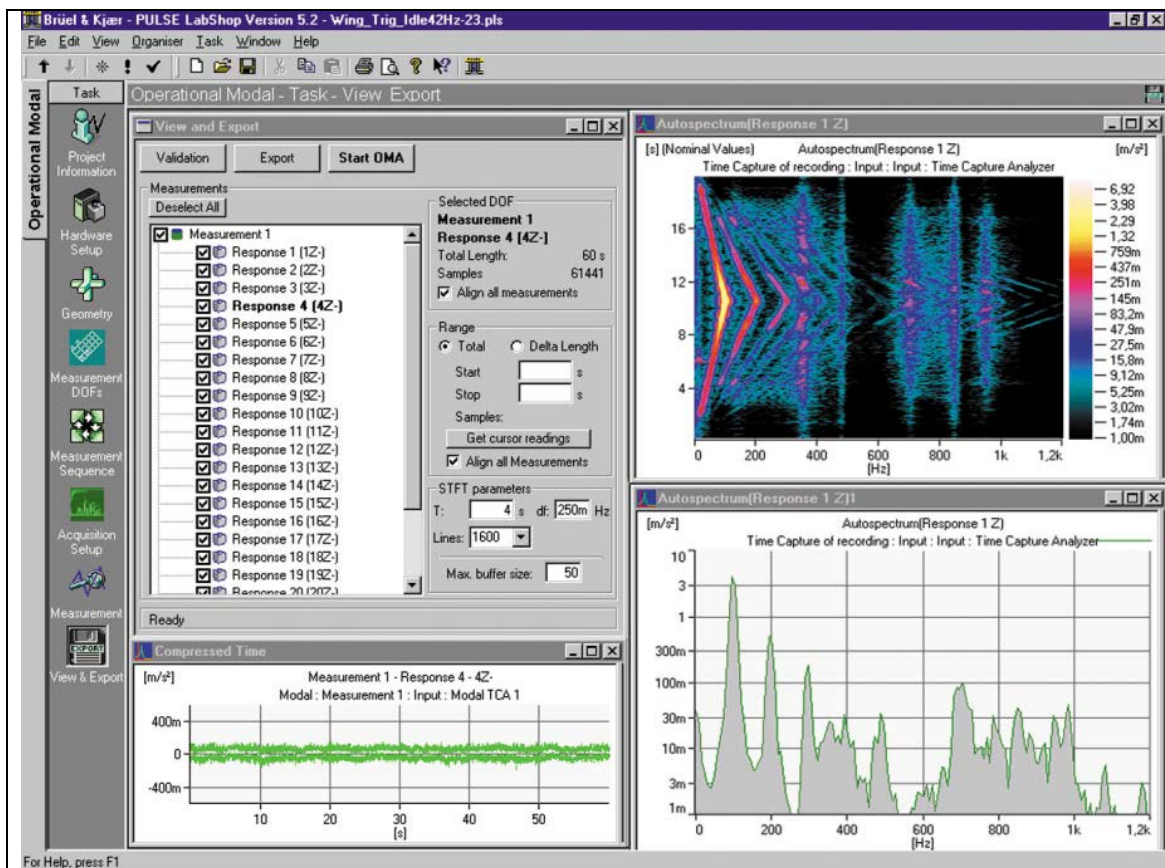 Brüel & Kjær - PULSE LabShop Version 5.2 - Wing_Trig_Idle42Hz-23.pls
File Edit View Organiser Task Window Help
Operational Modal
Task
Project
Information
Hardware
Setup
Geometry
Measurement
DOFs
Measurement
Sequence
Acquisition
Setup
Measurement
EXPORT
View & Export
Operational Modal - Task - View Export
View and Export
Validation Export Start OMA
Measurements
Deselect All
Measurement 1
Response 1 (1Z-)
Response 2 (2Z-)
Response 3 (3Z-)
Response 4 (4Z-)
Response 5 (5Z-)
Response 6 (6Z-)
Response 7 (7Z-)
Response 8 (8Z-)
Response 9 (9Z-)
Response 10 (10Z-)
Response 11 (11Z-)
Response 12 (12Z-)
Response 13 (13Z-)
Response 14 (14Z-)
Response 15 (15Z-)
Response 16 (16Z-)
Response 17 (17Z-)
Response 18 (18Z-)
Response 19 (19Z-)
Response 20 (20Z-)
Selected DOF
Measurement 1
Response 4 (4Z-)
Total Length: 60 s
Samples 61441
Align all measurements
Range
Total Delta Length
Start s
Stop s
Samples:
Get cursor readings
Align all Measurements
STFT parameters
T: 4 s df: 250m Hz
Lines: 1600
Max. buffer size: 50
Ready
Compressed Time
[m/s²] Measurement 1 - Response 4 - 4Z-
Modal : Measurement 1 : Input : Modal TCA 1
400m
0
-400m
10 20 30 40 50
[s]
Autospectrum(Response 1 Z)
[s] (Nominal Values) Autospectrum(Response 1 Z) [m/s²]
Time Capture of recording : Input : Input : Time Capture Analyzer
16
12
8
4
0 200 400 600 800 1k 1,2k
[Hz]
6,92
3,98
2,29
1,32
759m
437m
251m
145m
83,2m
47,9m
27,5m
15,8m
9,12m
5,25m
3,02m
1,74m
1,00m
Autospectrum(Response 1 Z)1
[m/s²] Autospectrum(Response 1 Z)
Time Capture of recording : Input : Input : Time Capture Analyzer
10
3
1
300m
100m
30m
10m
3m
1m
0 200 400 600 800 1k 1,2k
[Hz]
For Help, press F1